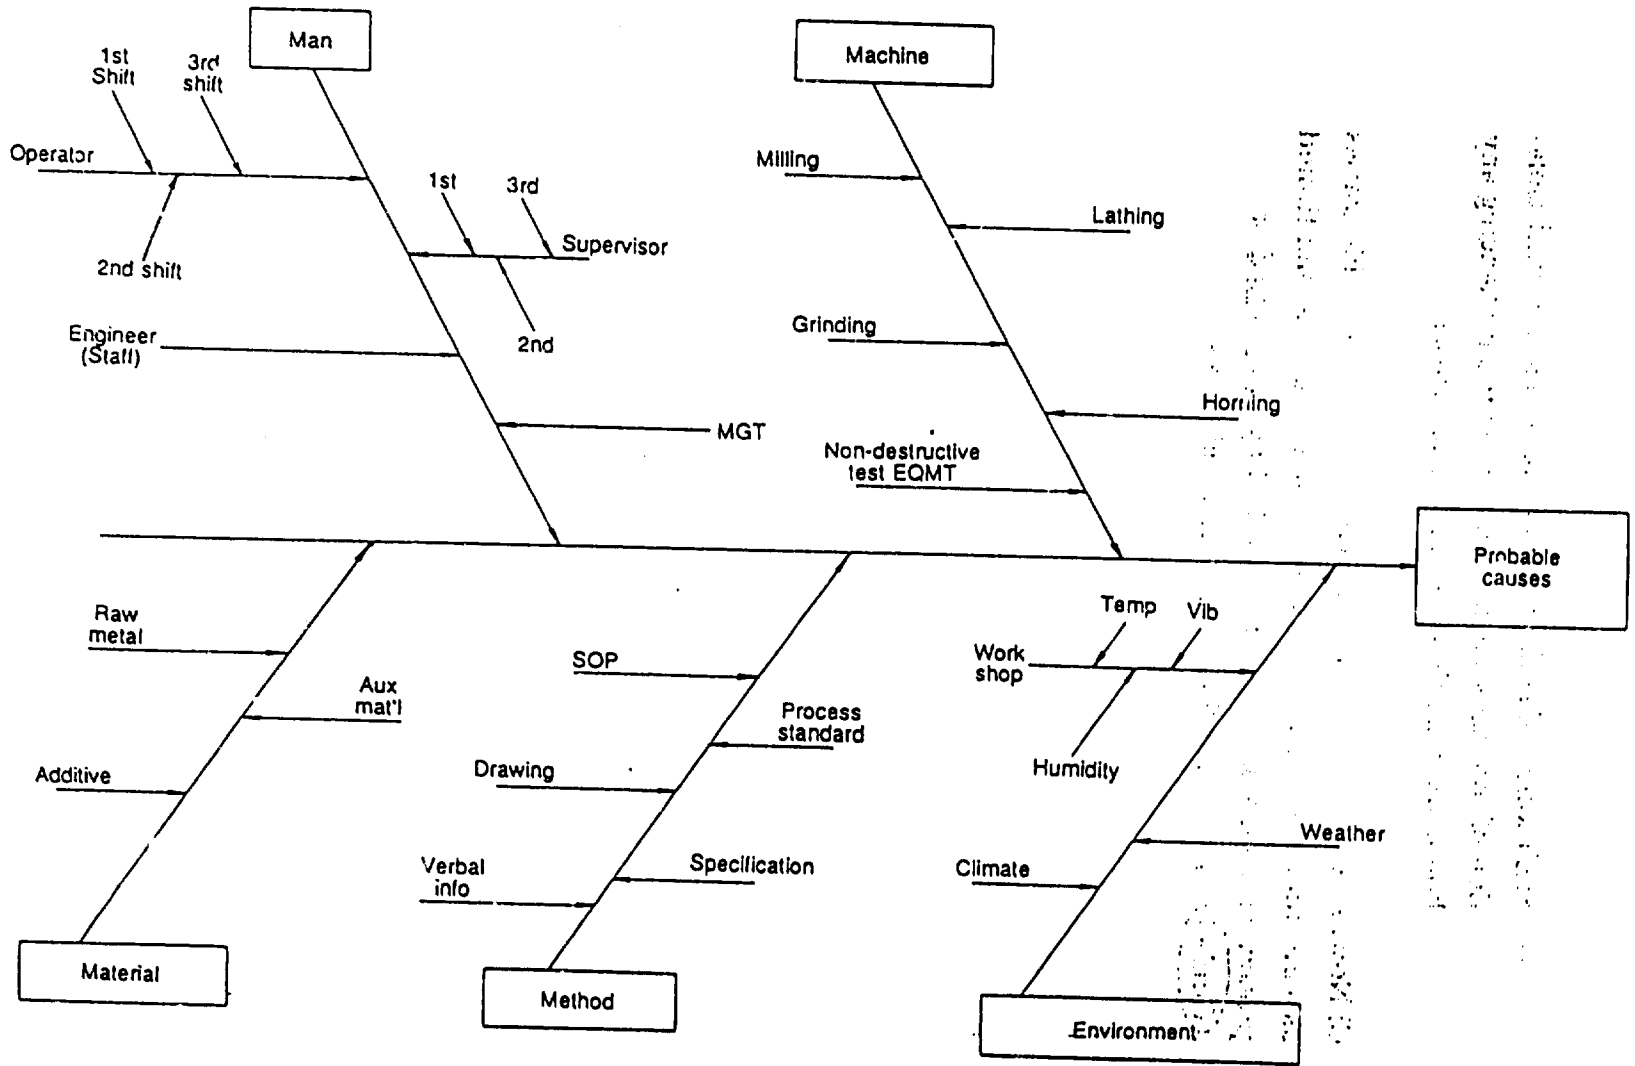 Man
Machine
1st
Shift
3rd
shift
Operator
2nd shift
1st
3rd
Supervisor
2nd
Engineer
(Staff)
MGT
Milling
Lathing
Grinding
Horning
Non-destructive
test EQMT
Probable
causes
Raw
metal
Aux
mat'l
Additive
Material
SOP
Process
standard
Drawing
Verbal
info
Specification
Method
Temp
Vib
Work
shop
Humidity
Weather
Climate
Environment